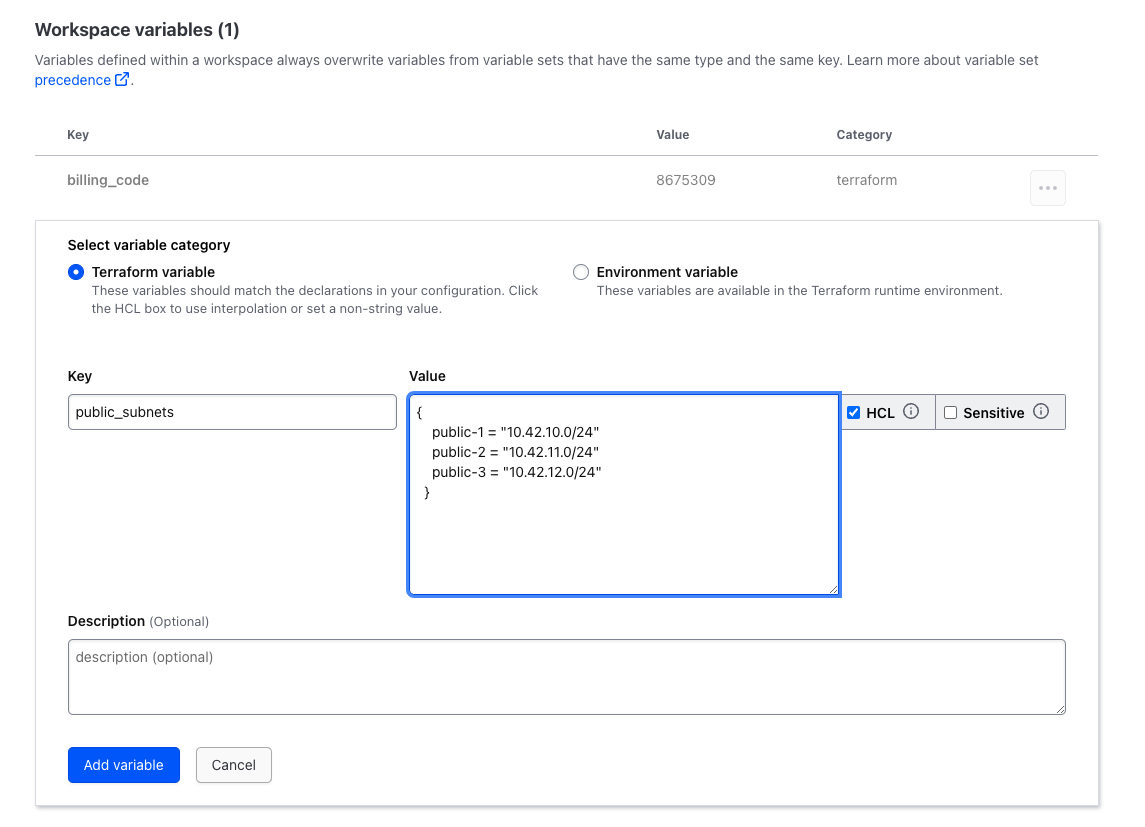 Workspace variables (1)
Variables defined within a workspace always overwrite variables from variable sets that have the same type and the same key. Learn more about variable set
precedence.
Key Value Category
billing_code 8675309 terraform
Select variable category
Terraform variable
These variables should match the declarations in your configuration. Click
the HCL box to use interpolation or set a non-string value.
Environment variable
These variables are available in the Terraform runtime environment.
Key
public_subnets
Value
{
public-1 = "10.42.10.0/24"
public-2 = "10.42.11.0/24"
public-3 = "10.42.12.0/24"
}
HCL
Sensitive
Description (Optional)
description (optional)
Add variable
Cancel